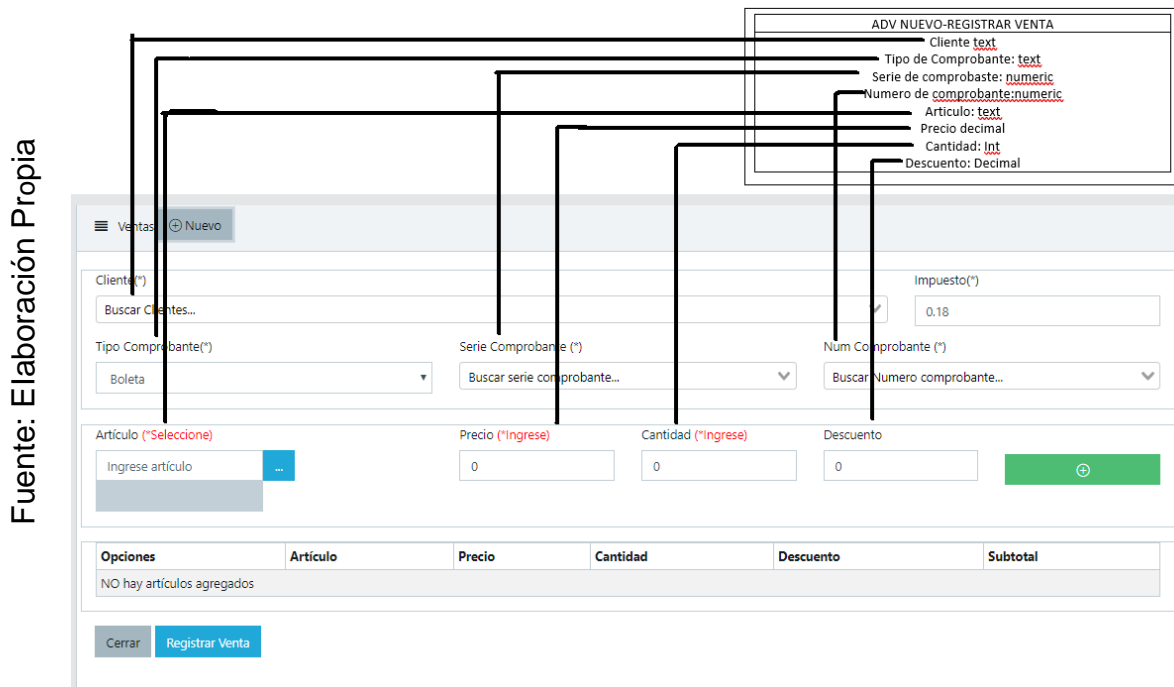 Fuente: Elaboración Propia
ADV NUEVO-REGISTRAR VENTA
Cliente text
Tipo de Comprobante: text
Serie de comprobaste: numeric
Numero de comprobante:numeric
Articulo: text
Precio decimal
Cantidad: Int
Descuento: Decimal
Ventas Nuevo
Cliente(*) Impuesto(*)
Buscar Clientes... 0.18
Tipo Comprobante(*) Serie Comprobante (*) Num Comprobante (*)
Boleta Buscar serie comprobante... Buscar Numero comprobante...
Artículo (*Seleccione) Precio (*Ingrese) Cantidad (*Ingrese) Descuento
Ingrese artículo ... 0 0 0
Opciones Artículo Precio Cantidad Descuento Subtotal
NO hay artículos agregados
Cerrar Registrar Venta